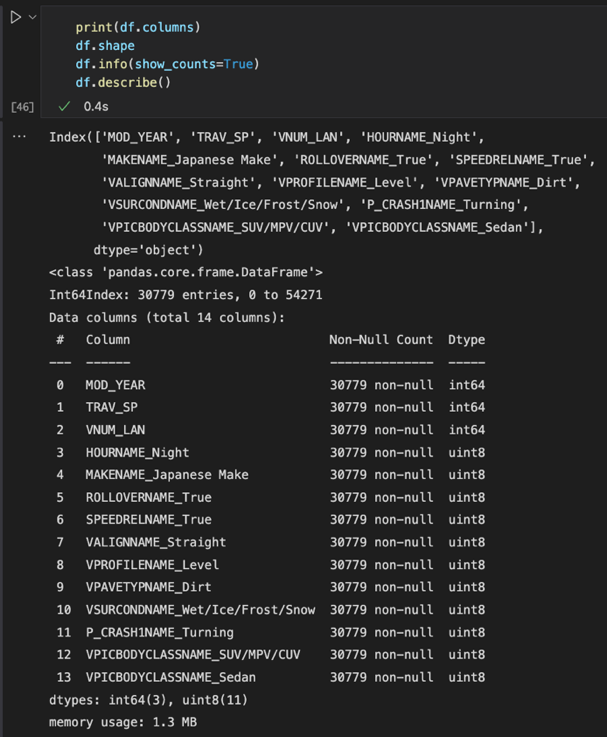 print(df.columns)
df.shape
df.info(show_counts=True)
df.describe()
[46] ✓ 0.4s
... Index(['MOD_YEAR', 'TRAV_SP', 'VNUM_LAN', 'HOURNAME_Night',
'MAKENAME_Japanese Make', 'ROLLOVERNAME_True', 'SPEEDRELNAME_True',
'VALIGNNAME_Straight', 'VPROFILENAME_Level', 'VPAVETYPNAME_Dirt',
'VSURCONDNAME_Wet/Ice/Frost/Snow', 'P_CRASH1NAME_Turning',
'VPICBODYCLASSNAME_SUV/MPV/CUV', 'VPICBODYCLASSNAME_Sedan'],
dtype='object')
<class 'pandas.core.frame.DataFrame'>
Int64Index: 30779 entries, 0 to 54271
Data columns (total 14 columns):
# Column Non-Null Count Dtype
--- ------ -------------- -----
0 MOD_YEAR 30779 non-null int64
1 TRAV_SP 30779 non-null int64
2 VNUM_LAN 30779 non-null int64
3 HOURNAME_Night 30779 non-null uint8
4 MAKENAME_Japanese Make 30779 non-null uint8
5 ROLLOVERNAME_True 30779 non-null uint8
6 SPEEDRELNAME_True 30779 non-null uint8
7 VALIGNNAME_Straight 30779 non-null uint8
8 VPROFILENAME_Level 30779 non-null uint8
9 VPAVETYPNAME_Dirt 30779 non-null uint8
10 VSURCONDNAME_Wet/Ice/Frost/Snow 30779 non-null uint8
11 P_CRASH1NAME_Turning 30779 non-null uint8
12 VPICBODYCLASSNAME_SUV/MPV/CUV 30779 non-null uint8
13 VPICBODYCLASSNAME_Sedan 30779 non-null uint8
dtypes: int64(3), uint8(11)
memory usage: 1.3 MB